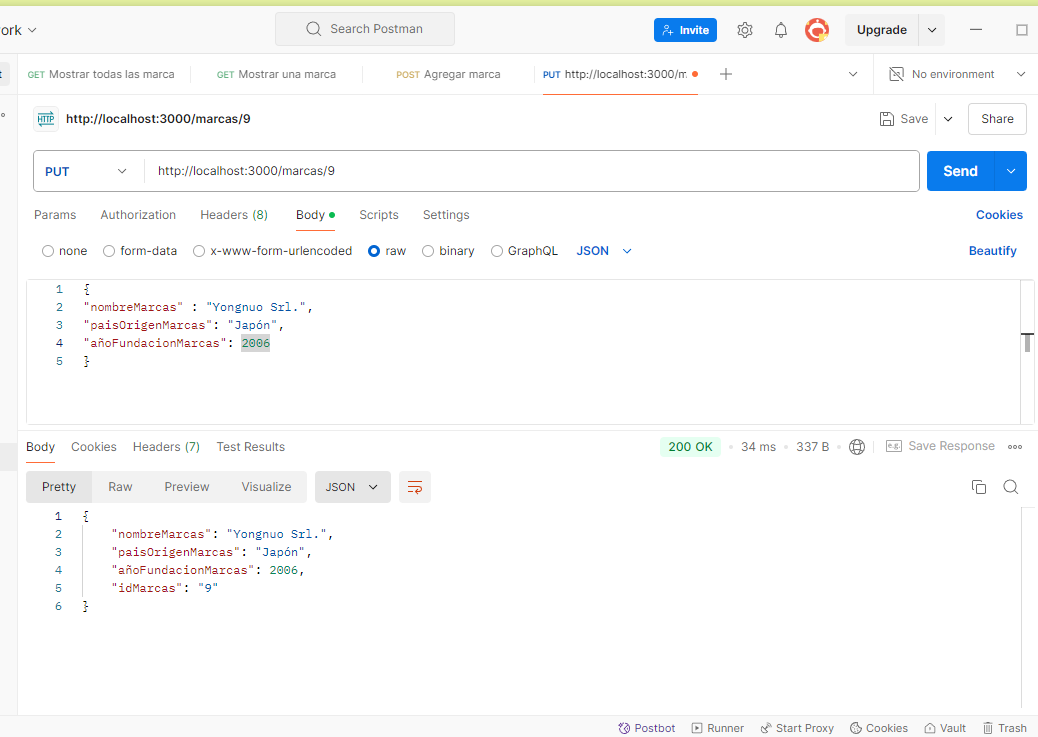 ork
Search Postman
Invite
Upgrade
GET Mostrar todas las marca
GET Mostrar una marca
POST Agregar marca
PUT http://localhost:3000/m
No environment
HTTP
http://localhost:3000/marcas/9
Save
Share
PUT
http://localhost:3000/marcas/9
Send
Params
Authorization
Headers (8)
Body
Scripts
Settings
Cookies
none
form-data
x-www-form-urlencoded
raw
binary
GraphQL
JSON
Beautify
1 {
2 "nombreMarcas" : "Yongnuo Srl.",
3 "paisOrigenMarcas": "Japón",
4 "añoFundacionMarcas": 2006
5 }
Body
Cookies
Headers (7)
Test Results
200 OK
34 ms
337 B
e.g.
Save Response
Pretty
Raw
Preview
Visualize
JSON
1 {
2 "nombreMarcas": "Yongnuo Srl.",
3 "paisOrigenMarcas": "Japón",
4 "añoFundacionMarcas": 2006,
5 "idMarcas": "9"
6 }
Postbot
Runner
Start Proxy
Cookies
Vault
Trash